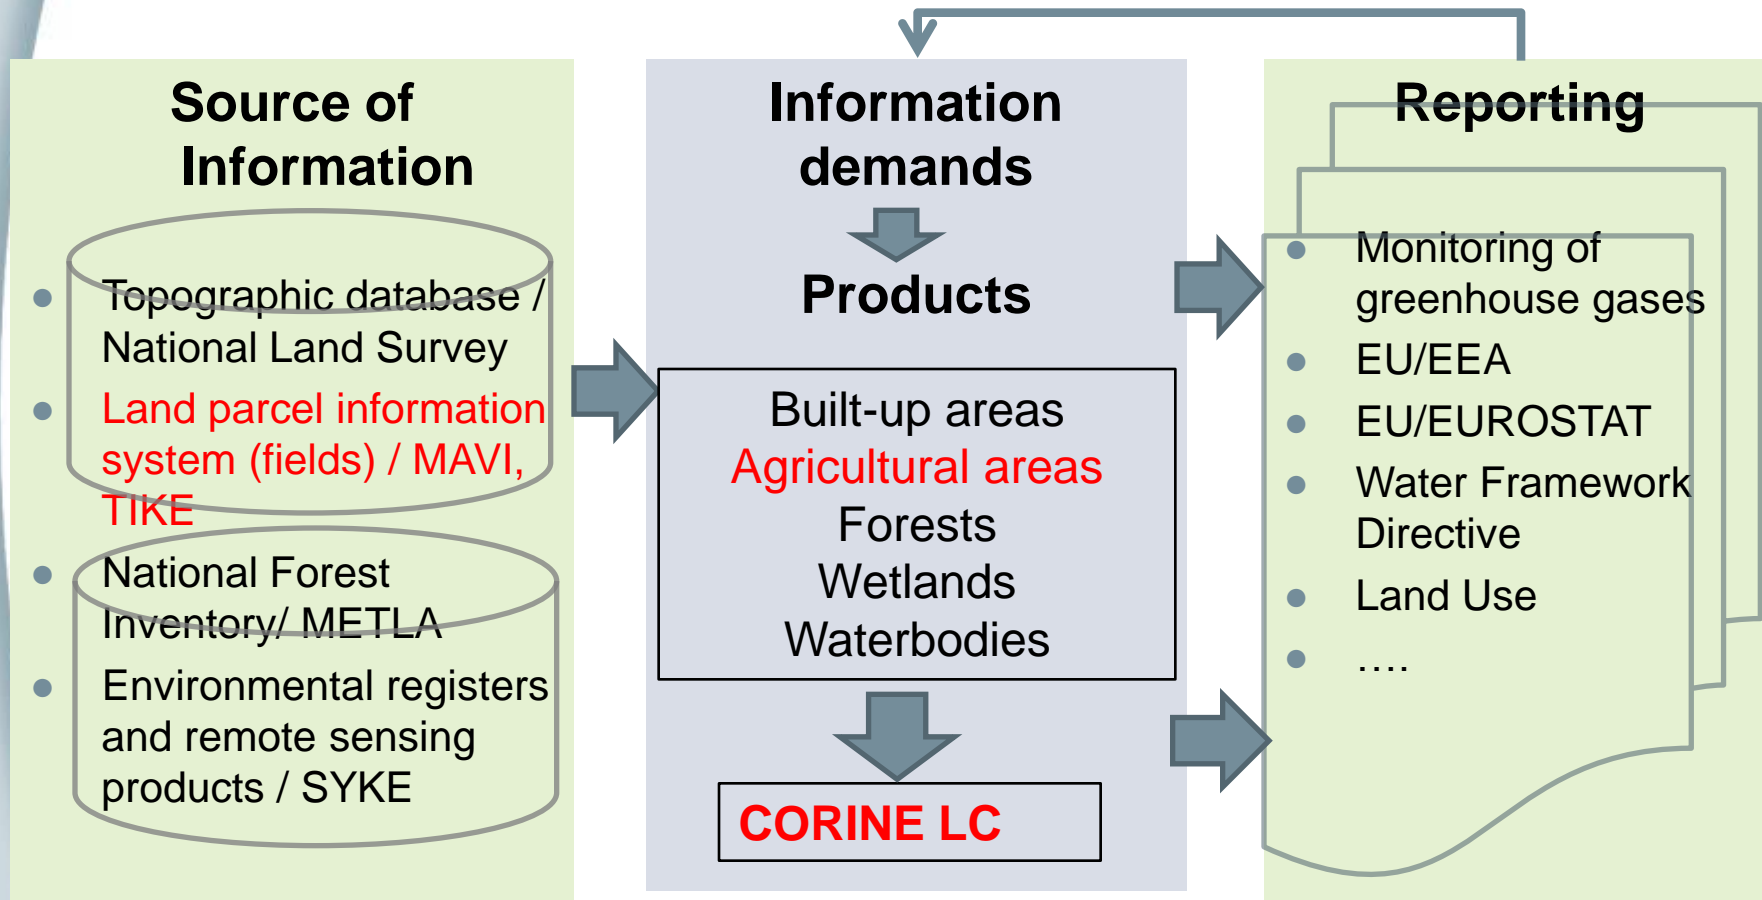 Source of
Information
Topographic database /
National Land Survey
Land parcel information
system (fields) / MAVI,
TIKE
National Forest
Inventory/ METLA
Environmental registers
and remote sensing
products / SYKE
Information
demands
Products
Built-up areas
Agricultural areas
Forests
Wetlands
Waterbodies
CORINE LC
Reporting
Monitoring of
greenhouse gases
EU/EEA
EU/EUROSTAT
Water Framework
Directive
Land Use
….